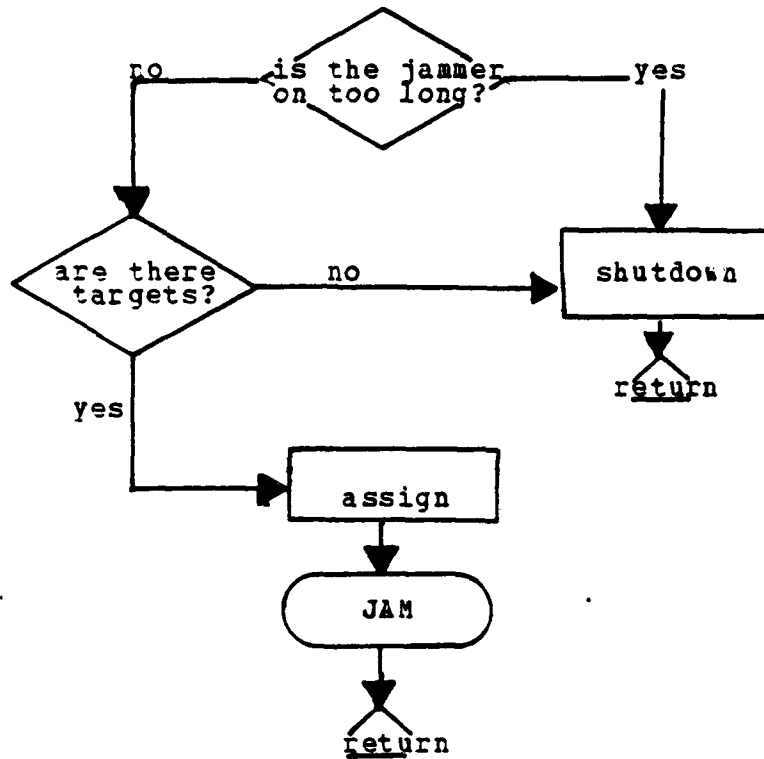 is the jammer
on too long?
no
yes
are there
targets?
no
shutdown
return
yes
assign
JAM
return